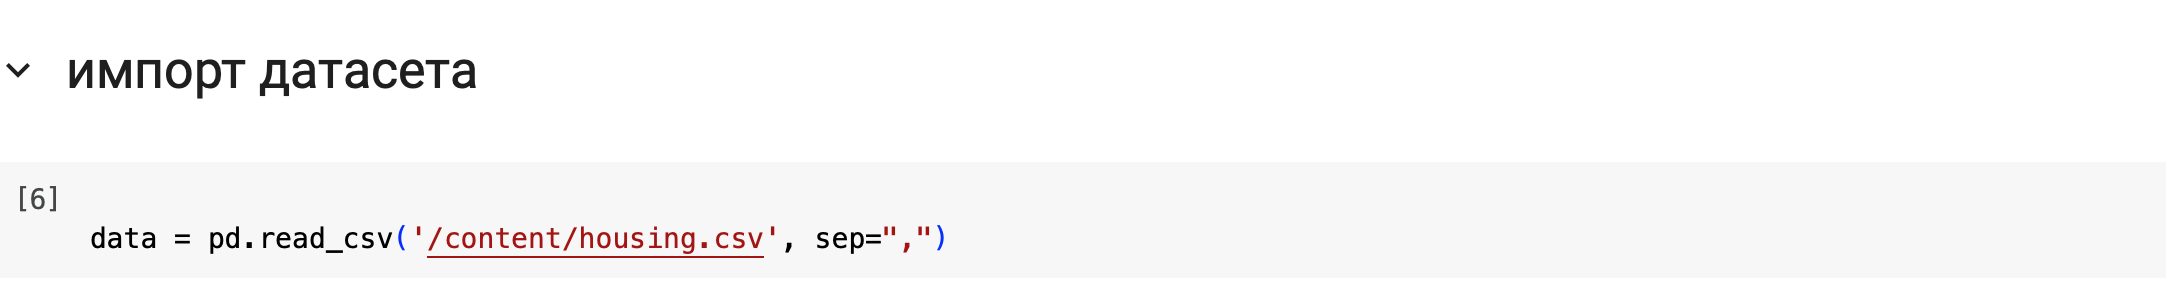 импорт датасета
[6]
data = pd.read_csv('/content/housing.csv', sep=",")